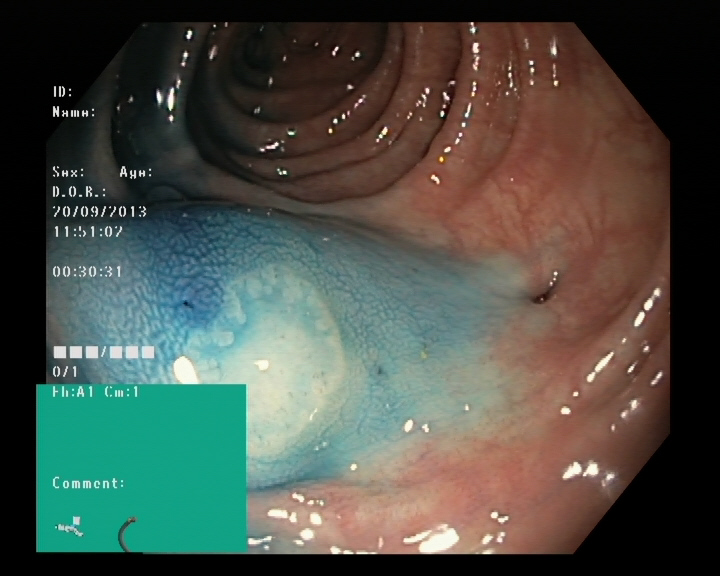 ID:
Name:
Sex: Age:
D.O.B.:
20/09/2013
11:51:02
00:30:31
■■■/■■■
0/1
Eh:A1 Cm:1
Comment: